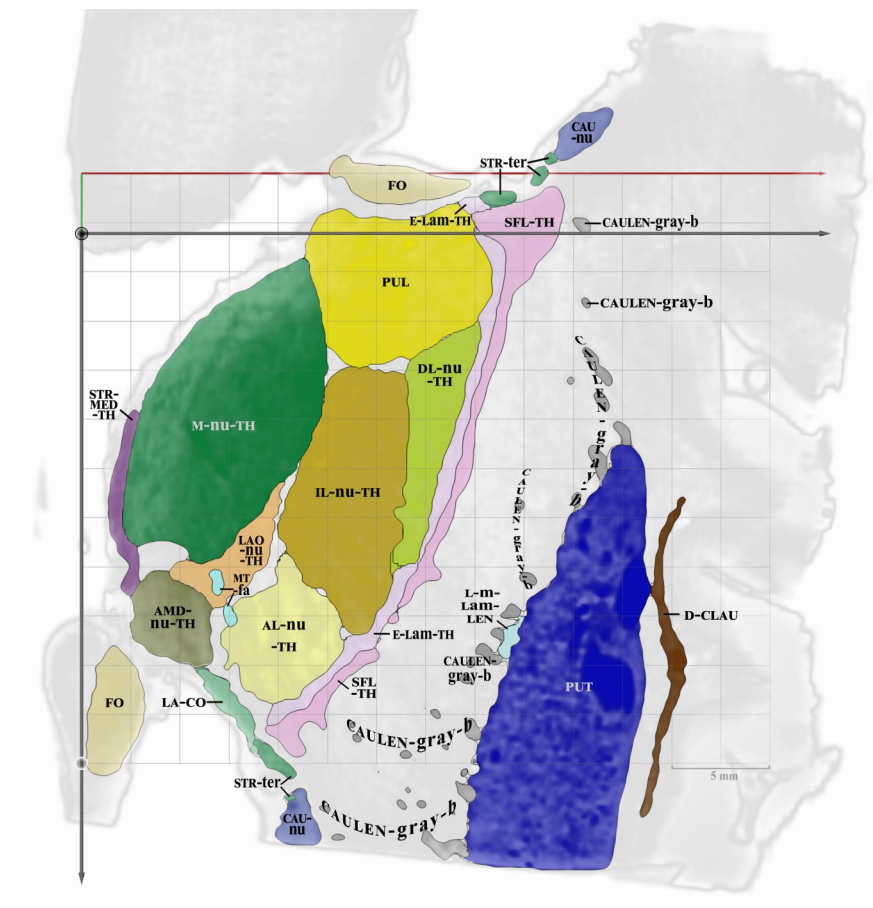 CAU
-nu
STR-ter
FO
E-Lam-TH
SFL-TH
CAULEN-gray-b
PUL
CAULEN-gray-b
DL-nu
-TH
CAULEN-gray-b
STR-
MED
-TH
M-nu-TH
IL-nu-TH
CAULEN-gray-b
LAO
-nu
-TH
MT
-fa
L-m-
Lam-
LEN
AMD-
nu-TH
AL-nu
-TH
E-Lam-TH
D-CLAU
CAULEN-
gray-b
SFL
-TH
PUT
FO
LA-CO
CAULEN-gray-b
5 mm
STR-ter
CAU-
nu
CAULEN-gray-b